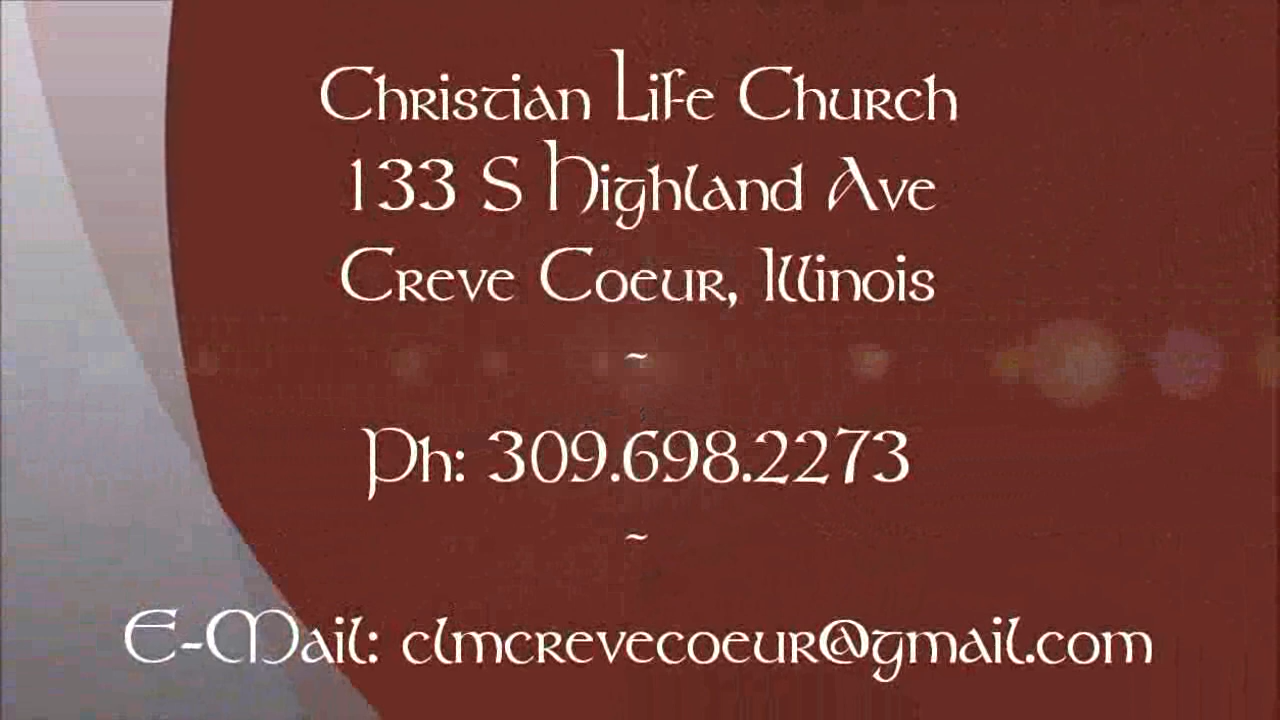 Christian Life Church
133 S Highland Ave
Creve Coeur, Illinois
~
Ph: 309.698.2273
~
E-Mail: clmcrevecoeur@gmail.com